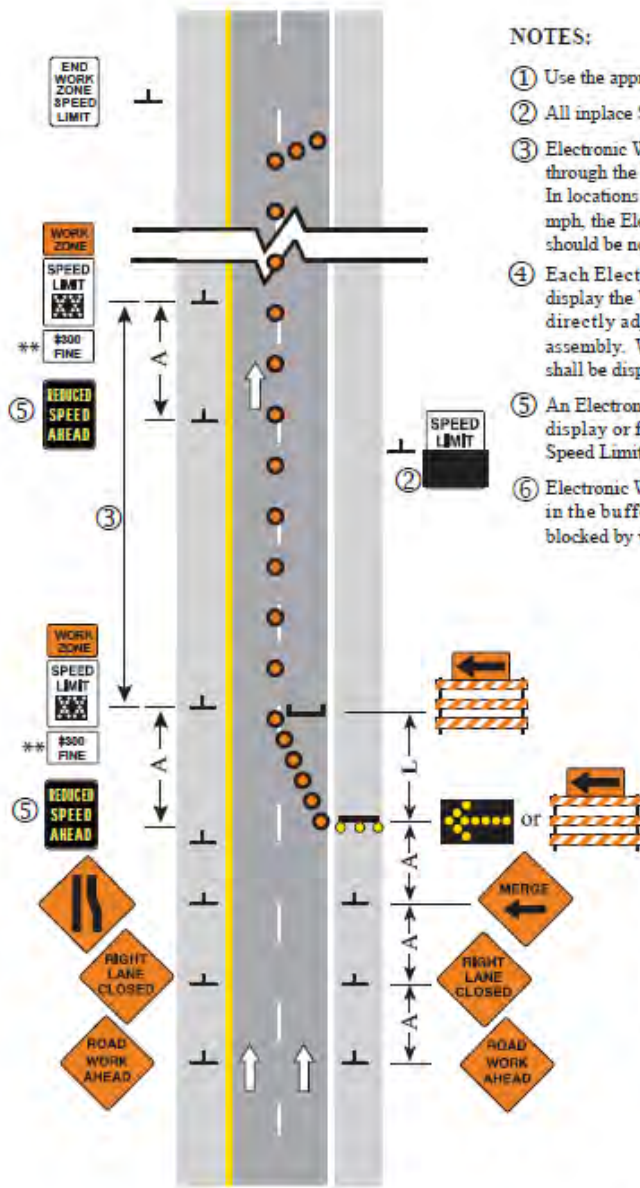 END
WORK
ZONE
SPEED
LIMIT
WORK
ZONE
SPEED
LIMIT
** $300
FINE
⑤ REDUCED
SPEED
AHEAD
A
③
SPEED
LIMIT
②
WORK
ZONE
SPEED
LIMIT
** $300
FINE
⑤ REDUCED
SPEED
AHEAD
A
L
or
A
MERGE
A
RIGHT
LANE
CLOSED
RIGHT
LANE
CLOSED
A
ROAD
WORK
AHEAD
ROAD
WORK
AHEAD
NOTES:
① Use the appr
② All inplace S
③ Electronic W
through the
In locations
mph, the Ele
should be no
④ Each Elect
display the
directly ad
assembly. V
shall be disp
⑤ An Electron
display or f
Speed Limit
⑥ Electronic W
in the buff
blocked by